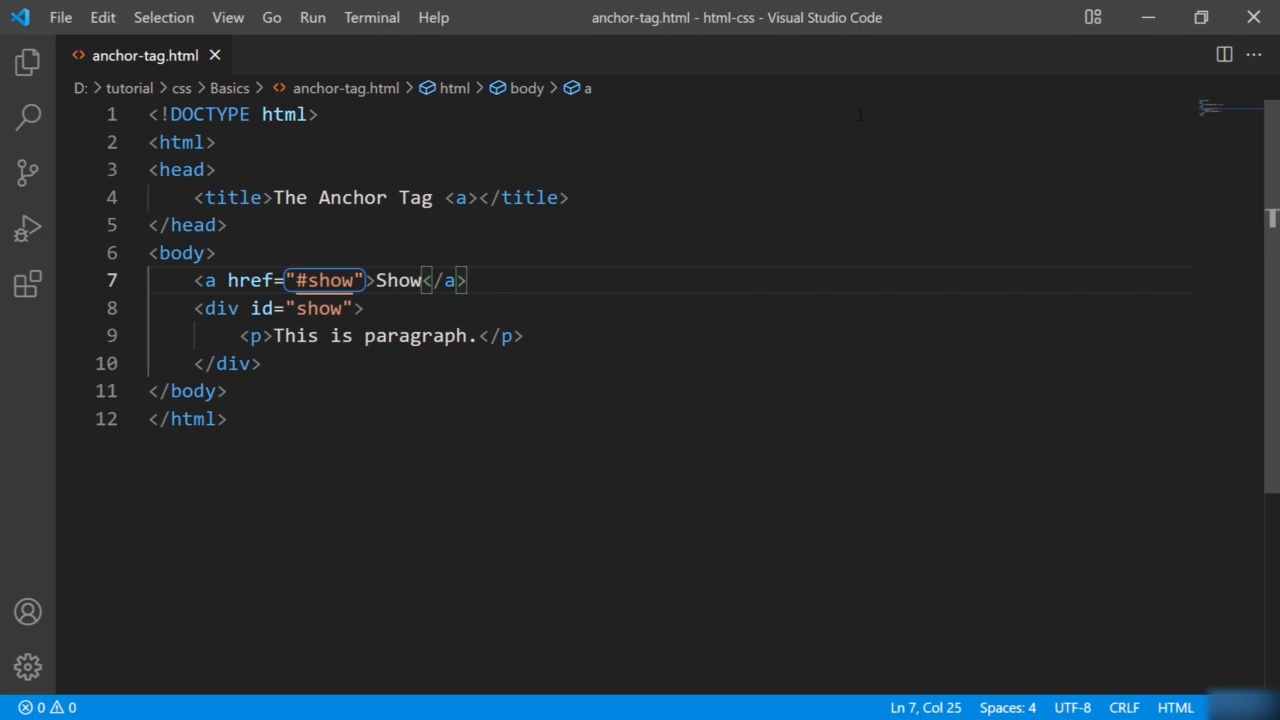 File Edit Selection View Go Run Terminal Help anchor-tag.html - html-css - Visual Studio Code
anchor-tag.html
D: > tutorial > css > Basics > anchor-tag.html > html > body > a
1 <!DOCTYPE html>
2 <html>
3 <head>
4     <title>The Anchor Tag <a></title>
5 </head>
6 <body>
7     <a href="#show">Show</a>
8     <div id="show">
9         <p>This is paragraph.</p>
10     </div>
11 </body>
12 </html>
0 0 Ln 7, Col 25 Spaces: 4 UTF-8 CRLF HTML